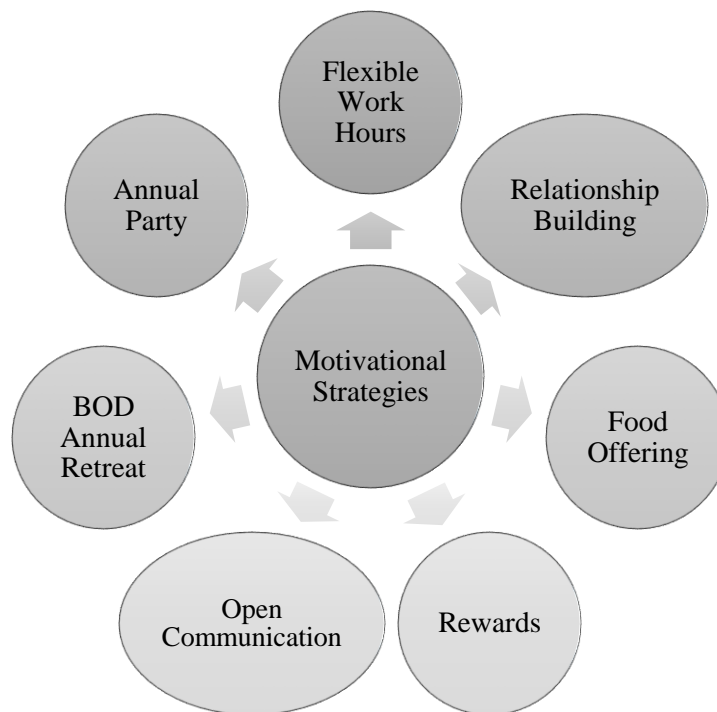 Flexible
Work
Hours
Annual
Party
Relationship
Building
Motivational
Strategies
BOD
Annual
Retreat
Food
Offering
Open
Communication
Rewards